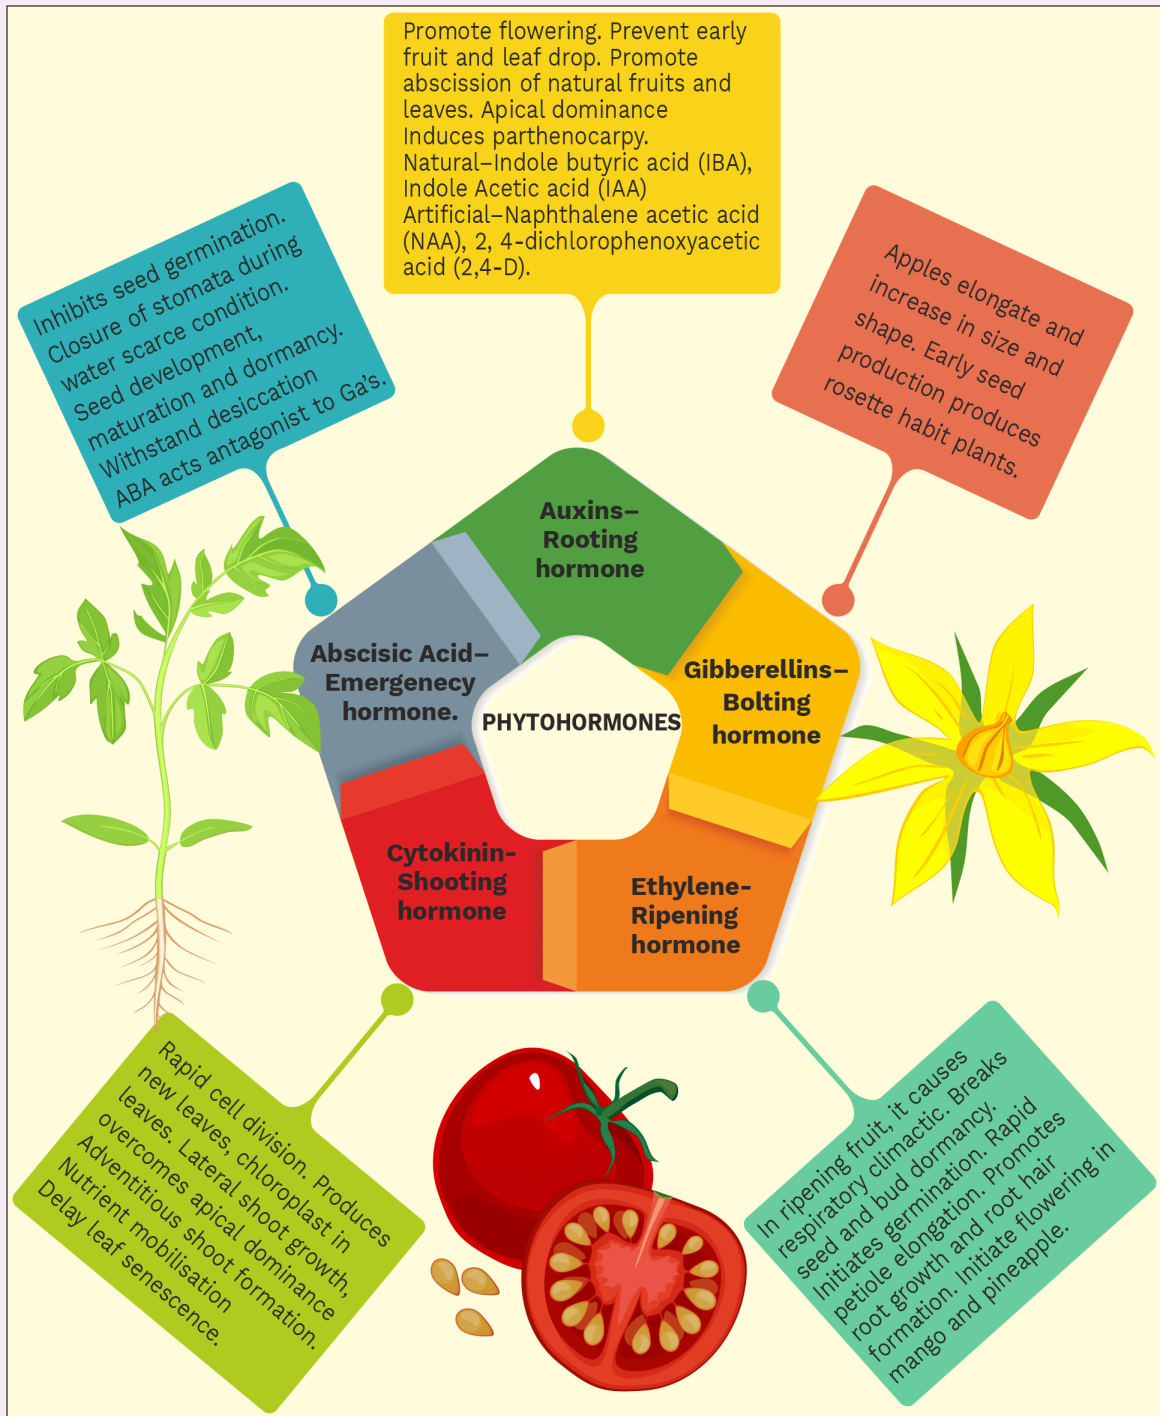 Promote flowering. Prevent early
fruit and leaf drop. Promote
abscission of natural fruits and
leaves. Apical dominance
Induces parthenocarpy.
Natural–Indole butyric acid (IBA),
Indole Acetic acid (IAA)
Artificial–Naphthalene acetic acid
(NAA), 2, 4-dichlorophenoxyacetic
acid (2,4-D).
Inhibits seed germination.
Closure of stomata during
water scarce condition.
Seed development,
maturation and dormancy.
Withstand desiccation
ABA acts antagonist to Ga's.
Apples elongate and
increase in size and
shape. Early seed
production produces
rosette habit plants.
Auxins–
Rooting
hormone
Abscisic Acid–
Emergenecy
hormone.
PHYTOHORMONES
Gibberellins–
Bolting
hormone
Cytokinin-
Shooting
hormone
Ethylene-
Ripening
hormone
Rapid cell division. Produces
new leaves, chloroplast in
leaves. Lateral shoot growth,
overcomes apical dominance
Adventitious shoot formation.
Nutrient mobilisation
Delay leaf senescence.
In ripening fruit, it causes
respiratory climactic. Breaks
seed and bud dormancy.
Initiates germination. Rapid
petiole elongation. Promotes
root growth and root hair
formation. Initiate flowering in
mango and pineapple.